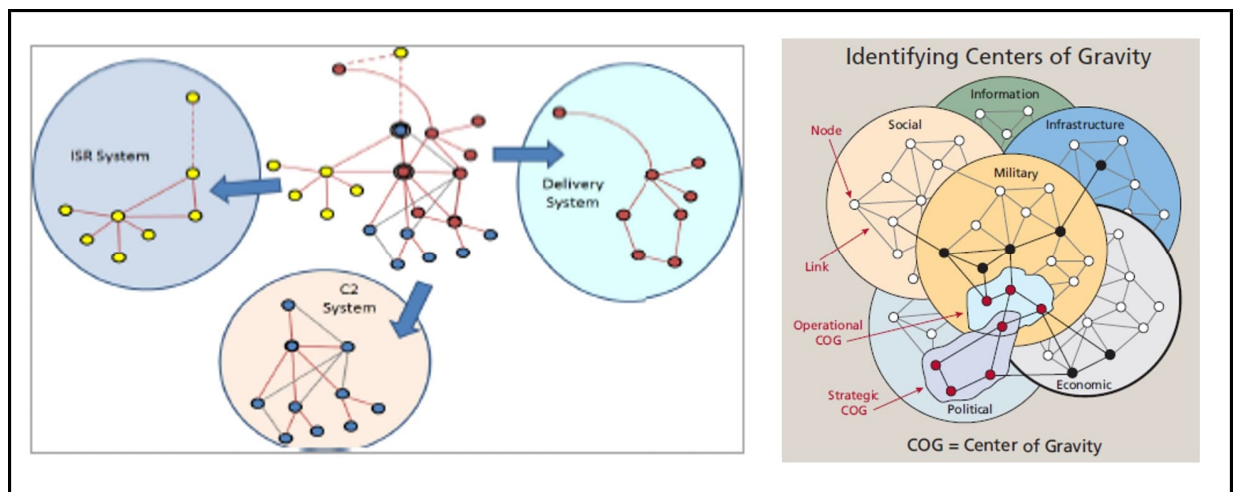 ISR System
Delivery
System
C2
System
Identifying Centers of Gravity
Information
Node
Social
Infrastructure
Military
Link
Operational
COG
Strategic
COG
Economic
Political
COG = Center of Gravity